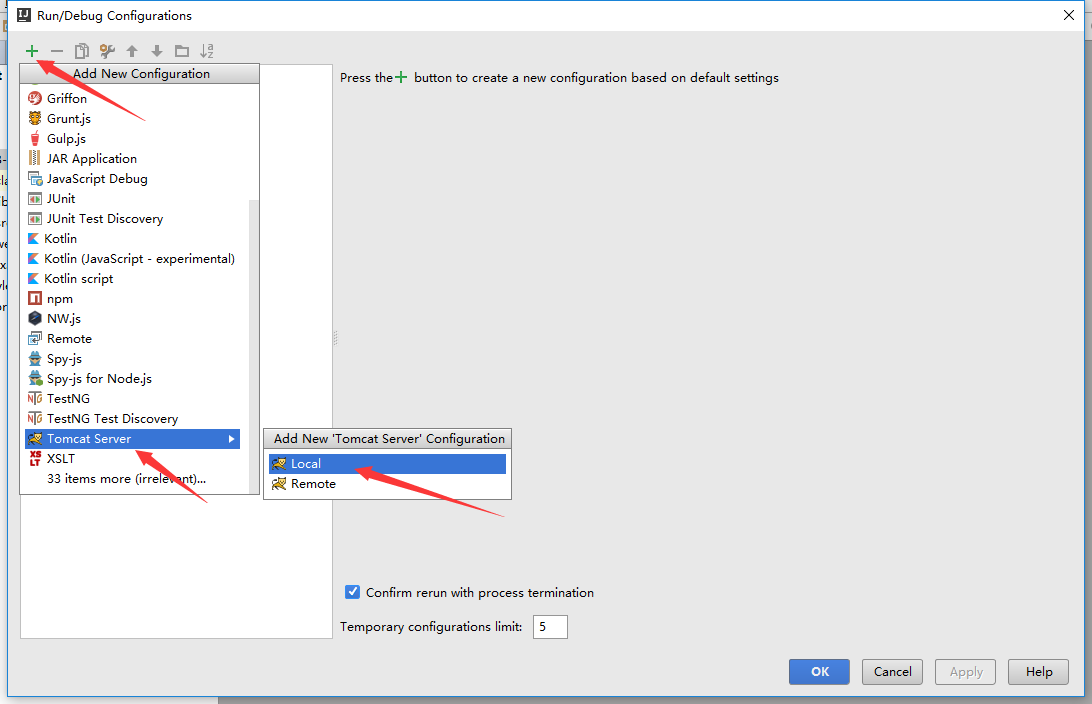 Run/Debug Configurations
Add New Configuration
Press the + button to create a new configuration based on default settings
Griffon
Grunt.js
Gulp.js
JAR Application
JavaScript Debug
JUnit
JUnit Test Discovery
Kotlin
Kotlin (JavaScript - experimental)
Kotlin script
npm
NW.js
Remote
Spy-js
Spy-js for Node.js
TestNG
TestNG Test Discovery
Tomcat Server
XSLT
33 items more (irrelevant)...
Add New 'Tomcat Server' Configuration
Local
Remote
Confirm rerun with process termination
Temporary configurations limit: 5
OK Cancel Apply Help